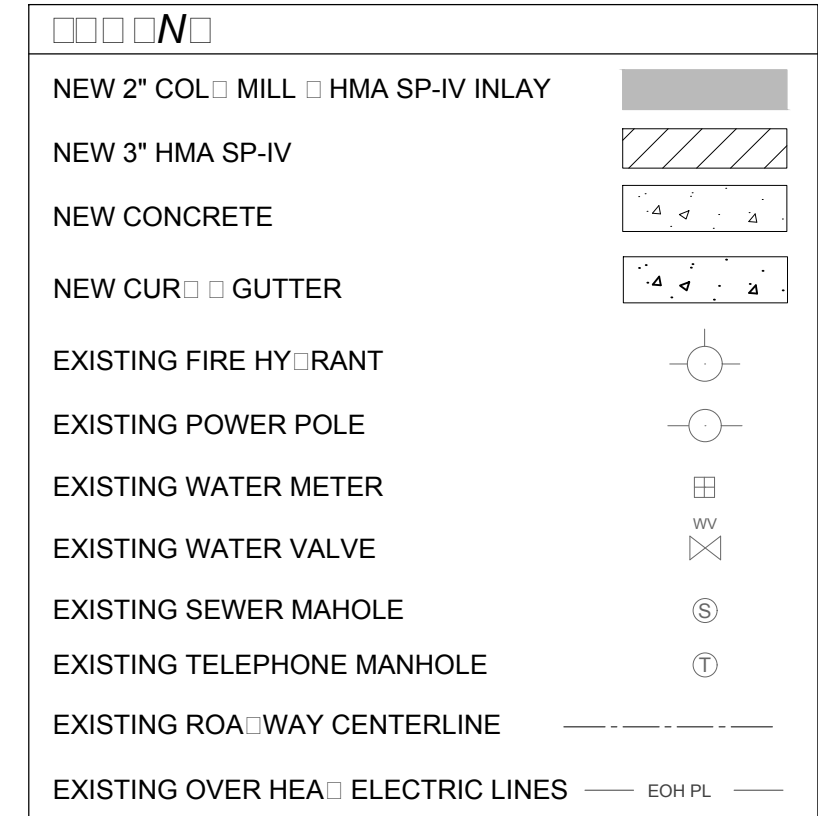 □□□ □N□
NEW 2" COL□ MILL □ HMA SP-IV INLAY
NEW 3" HMA SP-IV
NEW CONCRETE
NEW CUR□ □ GUTTER
EXISTING FIRE HY□RANT
EXISTING POWER POLE
EXISTING WATER METER
EXISTING WATER VALVE WV
EXISTING SEWER MAHOLE S
EXISTING TELEPHONE MANHOLE T
EXISTING ROA□WAY CENTERLINE
EXISTING OVER HEA□ ELECTRIC LINES EOH PL